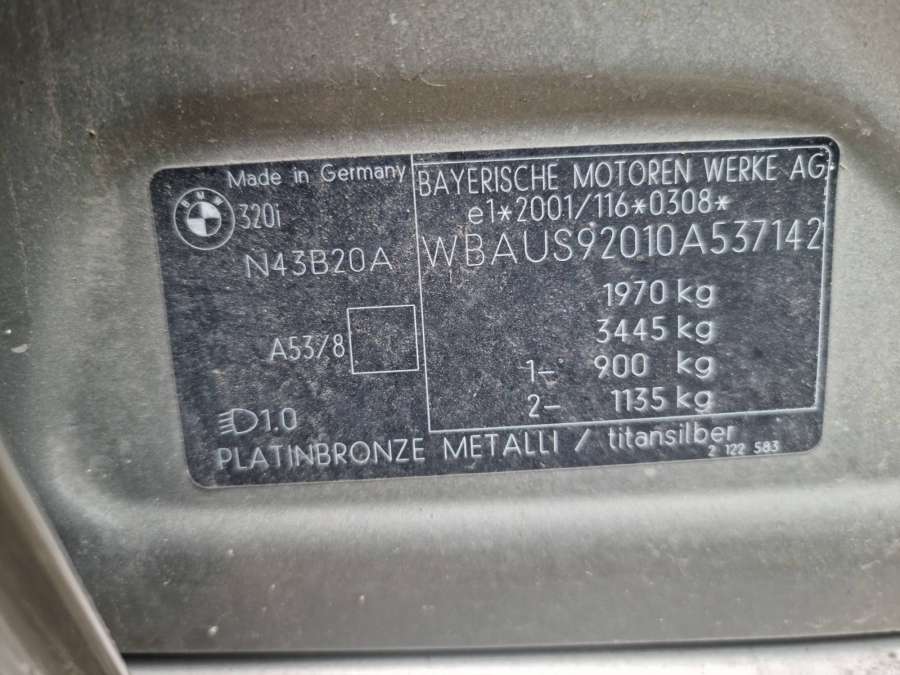 Made in Germany
BMW
320i
N43B20A
A53/8
1.0
BAYERISCHE MOTOREN WERKE AG
e1*2001/116*0308*
WBAUS92010A537142
1970 kg
3445 kg
1- 900 kg
2- 1135 kg
PLATINBRONZE METALLI / titansilber
2 122 583